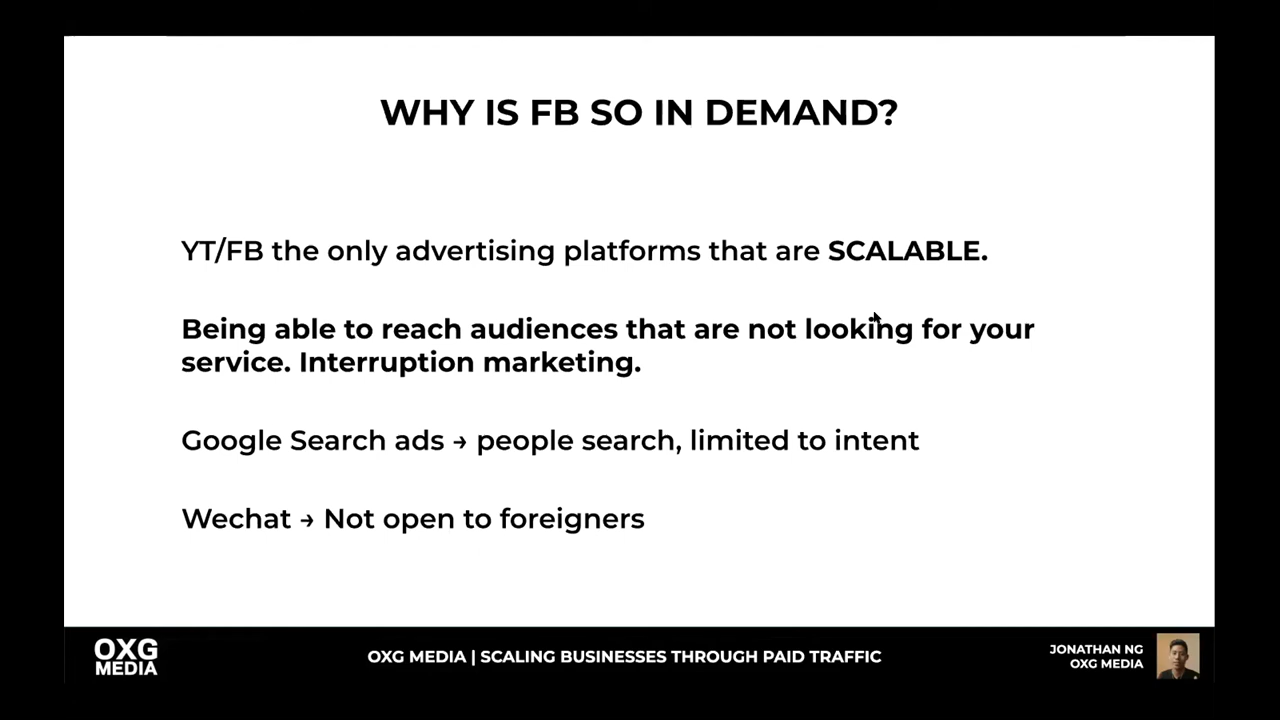 WHY IS FB SO IN DEMAND?
YT/FB the only advertising platforms that are SCALABLE.
Being able to reach audiences that are not looking for your
service. Interruption marketing.
Google Search ads → people search, limited to intent
Wechat → Not open to foreigners
OXG
MEDIA
OXG MEDIA | SCALING BUSINESSES THROUGH PAID TRAFFIC
JONATHAN NG
OXG MEDIA